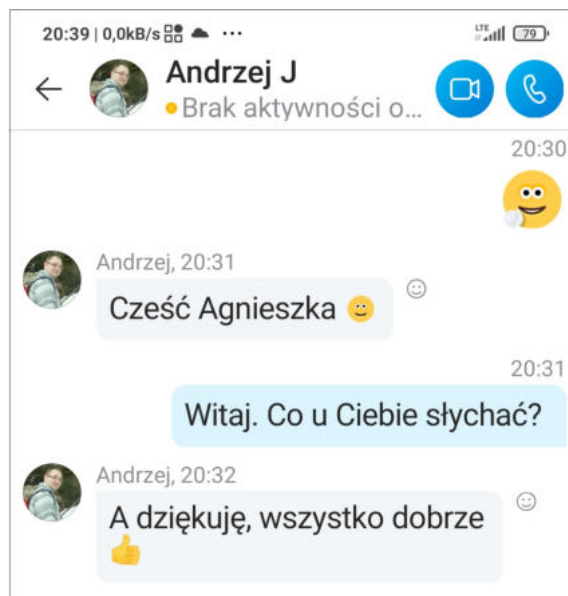 20:39 | 0,0kB/s ...
LTE
79
Andrzej J
Brak aktywności o...
20:30
Andrzej, 20:31
Cześć Agnieszka
20:31
Witaj. Co u Ciebie słychać?
Andrzej, 20:32
A dziękuję, wszystko dobrze